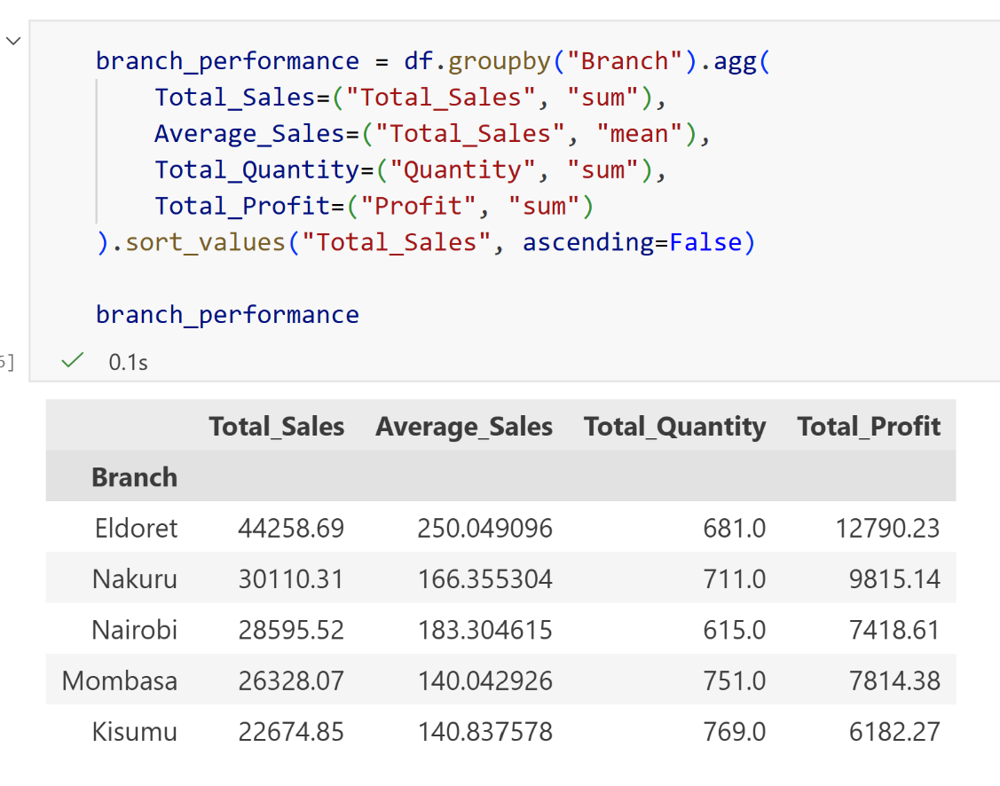 branch_performance = df.groupby("Branch").agg(
Total_Sales=("Total_Sales", "sum"),
Average_Sales=("Total_Sales", "mean"),
Total_Quantity=("Quantity", "sum"),
Total_Profit=("Profit", "sum")
).sort_values("Total_Sales", ascending=False)
branch_performance
0.1s
Total_Sales Average_Sales Total_Quantity Total_Profit
Branch
Eldoret 44258.69 250.049096 681.0 12790.23
Nakuru 30110.31 166.355304 711.0 9815.14
Nairobi 28595.52 183.304615 615.0 7418.61
Mombasa 26328.07 140.042926 751.0 7814.38
Kisumu 22674.85 140.837578 769.0 6182.27